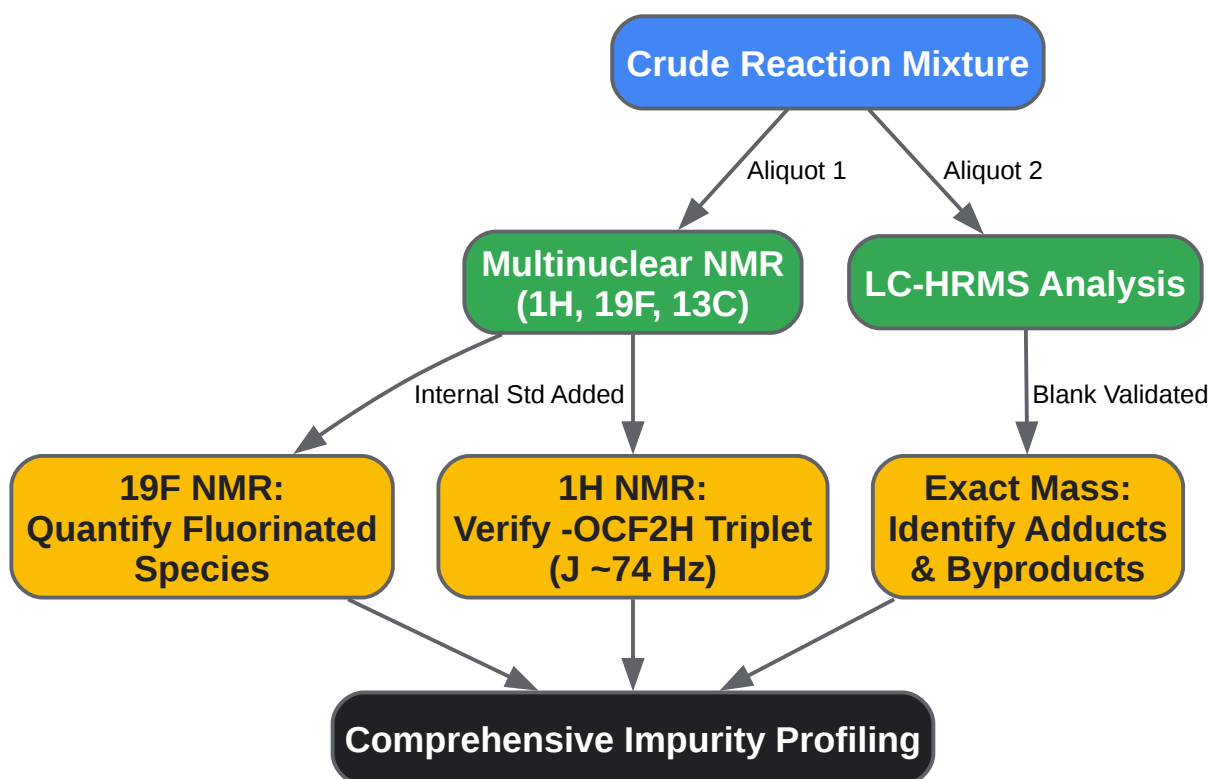 Crude Reaction Mixture
Aliquot 1
Aliquot 2
Multinuclear NMR
(1H, 19F, 13C)
LC-HRMS Analysis
Internal Std Added
Blank Validated
19F NMR:
Quantify Fluorinated
Species
1H NMR:
Verify -OCF2H Triplet
(J ~74 Hz)
Exact Mass:
Identify Adducts
& Byproducts
Comprehensive Impurity Profiling